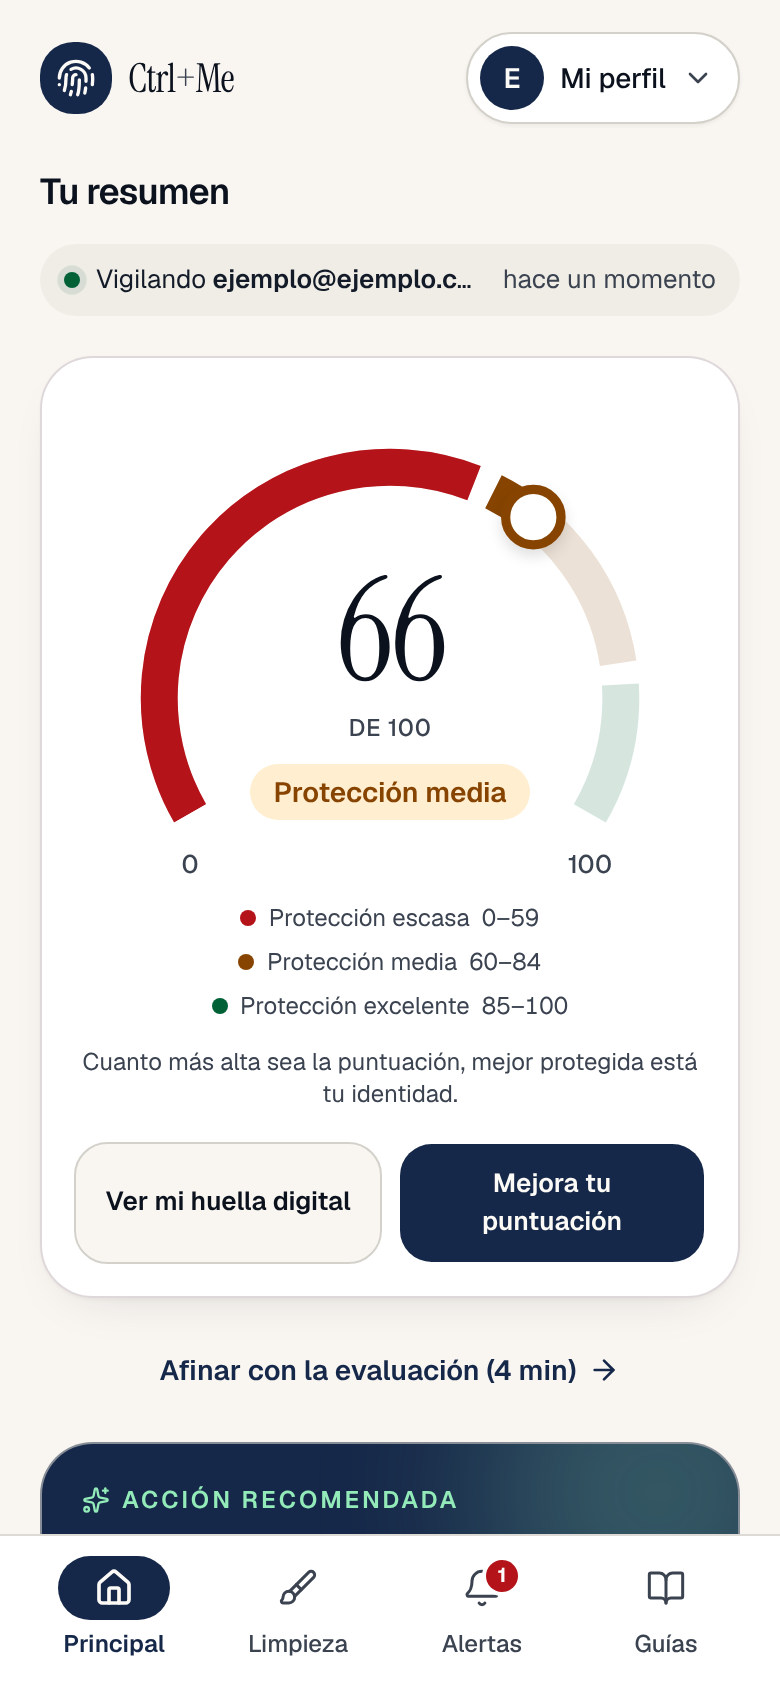 Ctrl+Me
E Mi perfil
Tu resumen
Vigilando ejemplo@ejemplo.c... hace un momento
66
DE 100
Protección media
0 100
Protección escasa 0–59
Protección media 60–84
Protección excelente 85–100
Cuanto más alta sea la puntuación, mejor protegida está
tu identidad.
Ver mi huella digital
Mejora tu
puntuación
Afinar con la evaluación (4 min) →
ACCIÓN RECOMENDADA
1
Principal Limpieza Alertas Guías